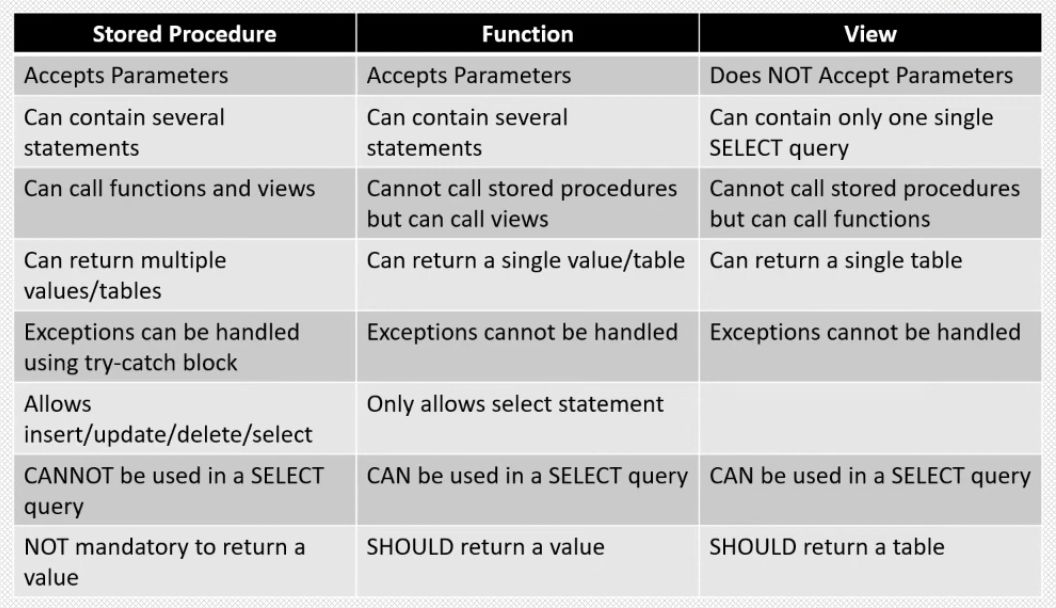 Stored Procedure
Function
View
Accepts Parameters
Accepts Parameters
Does NOT Accept Parameters
Can contain several
statements
Can contain several
statements
Can contain only one single
SELECT query
Can call functions and views
Cannot call stored procedures
but can call views
Cannot call stored procedures
but can call functions
Can return multiple
values/tables
Can return a single value/table
Can return a single table
Exceptions can be handled
using try-catch block
Exceptions cannot be handled
Exceptions cannot be handled
Allows
insert/update/delete/select
Only allows select statement
CANNOT be used in a SELECT
query
CAN be used in a SELECT query
CAN be used in a SELECT query
NOT mandatory to return a
value
SHOULD return a value
SHOULD return a table